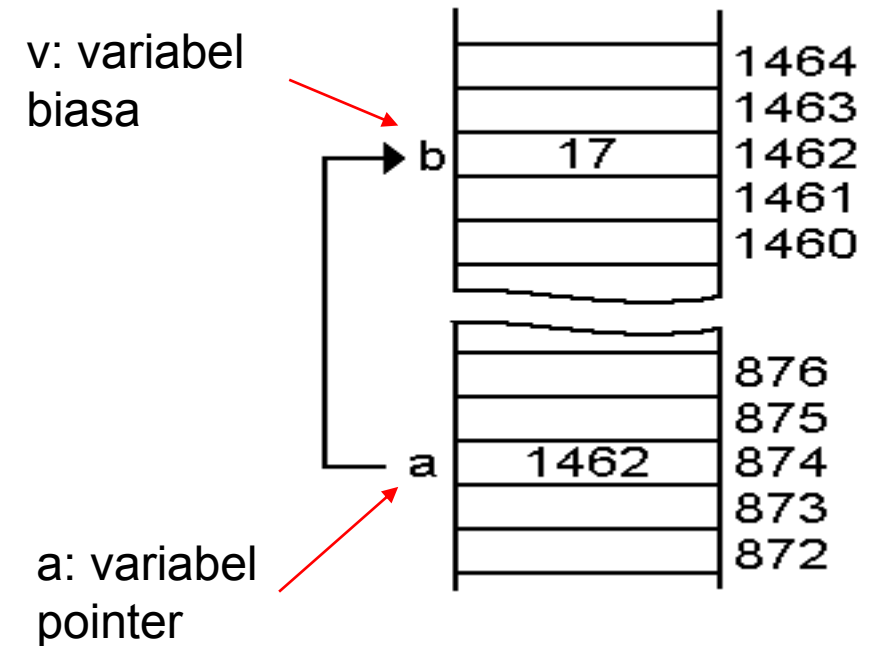 v: variabel
biasa
1464
1463
b 17 1462
1461
1460
876
875
a 1462 874
873
872
a: variabel
pointer